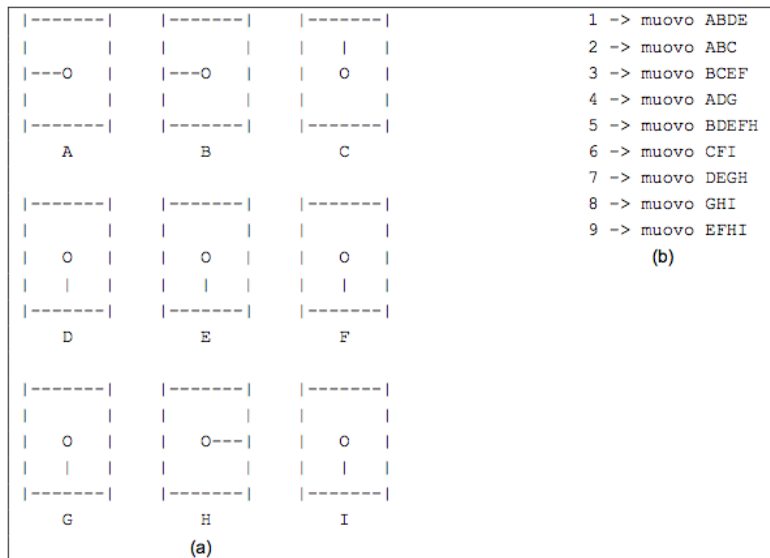 |-------|   |-------|   |-------|
|       |   |       |   |   |   |
|---O   |   |---O   |   |   O   |
|       |   |       |   |       |
|-------|   |-------|   |-------|
    A           B           C
|-------|   |-------|   |-------|
|       |   |       |   |       |
|   O   |   |   O   |   |   O   |
|   |   |   |   |   |   |   |   |
|-------|   |-------|   |-------|
    D           E           F
|-------|   |-------|   |-------|
|       |   |       |   |       |
|   O   |   |   O---|   |   O   |
|   |   |   |       |   |   |   |
|-------|   |-------|   |-------|
    G           H           I
(a)
1 -> muovo ABDE
2 -> muovo ABC
3 -> muovo BCEF
4 -> muovo ADG
5 -> muovo BDEFH
6 -> muovo CFI
7 -> muovo DEGH
8 -> muovo GHI
9 -> muovo EFHI
(b)